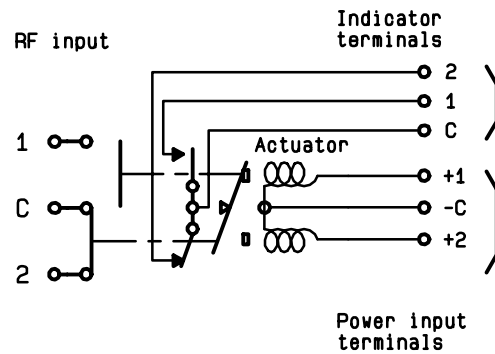 RF input
Indicator
terminals
2
1
C
Actuator
1
C
2
+1
-C
+2
Power input
terminals